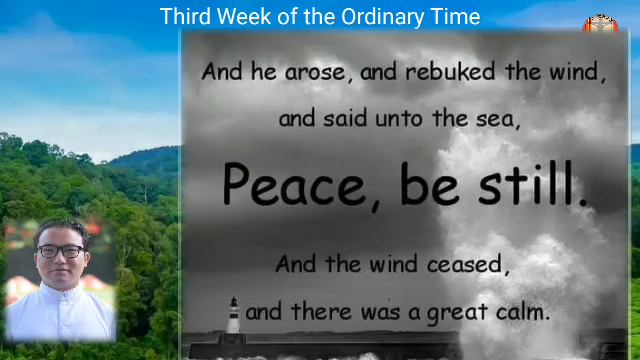 Third Week of the Ordinary Time
And he arose, and rebuked the wind,
and said unto the sea,
Peace, be still.
And the wind ceased,
and there was a great calm.